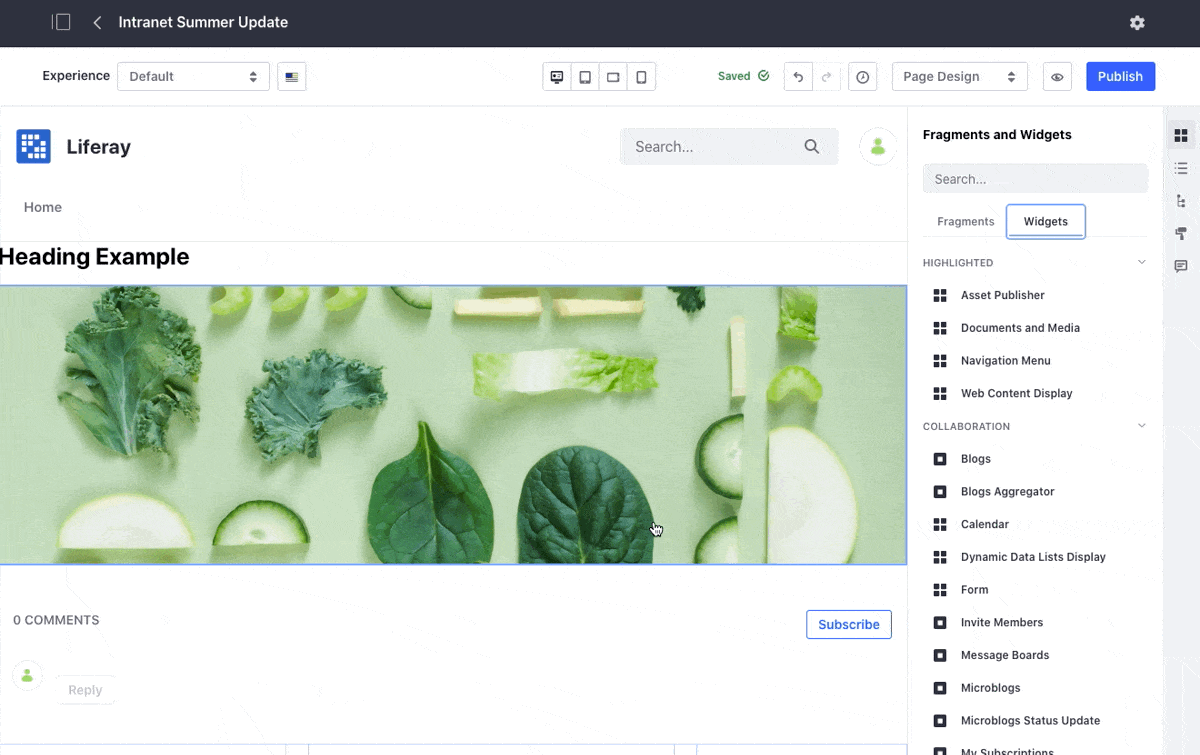 Intranet Summer Update
Experience
Default
Saved
Page Design
Publish
Liferay
Search...
Home
Heading Example
0 COMMENTS
Subscribe
Reply
Fragments and Widgets
Search...
Fragments
Widgets
HIGHLIGHTED
Asset Publisher
Documents and Media
Navigation Menu
Web Content Display
COLLABORATION
Blogs
Blogs Aggregator
Calendar
Dynamic Data Lists Display
Form
Invite Members
Message Boards
Microblogs
Microblogs Status Update
My Subscriptions